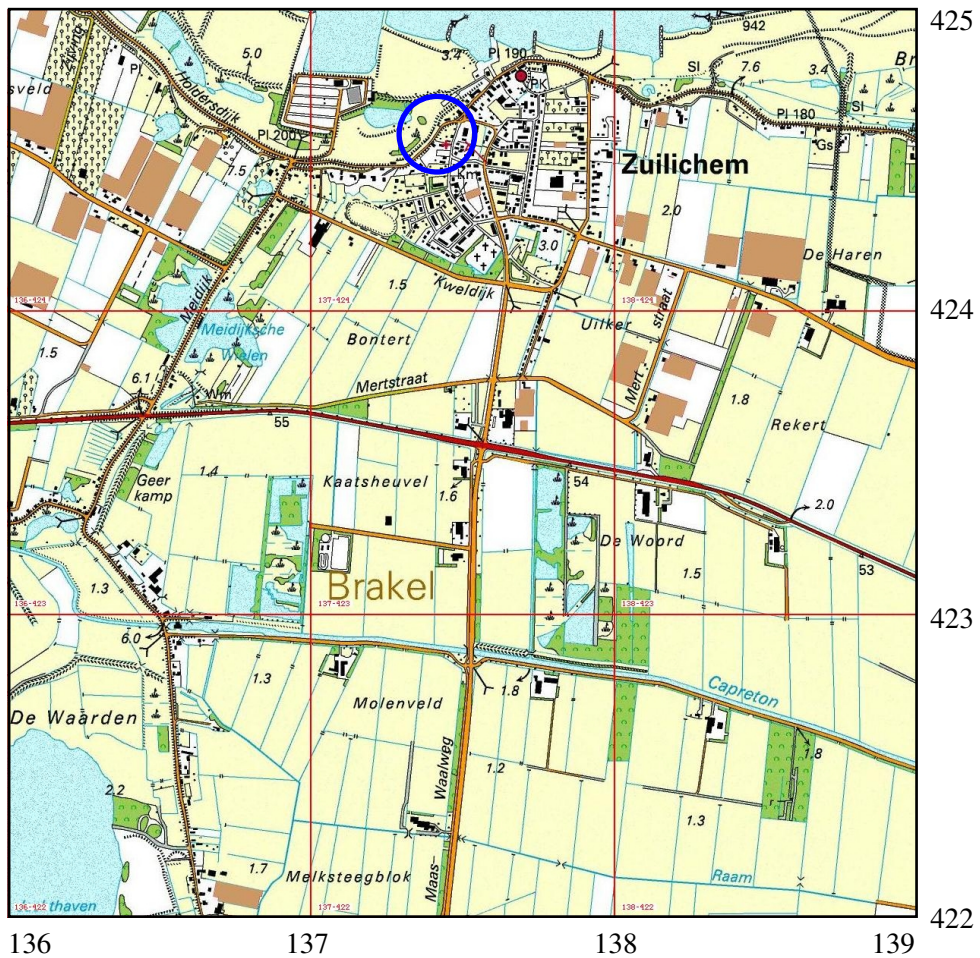 425
942
5.0
3.4
Pl 190
PK
Sl
7.6
3.4
Br
Pl
Holdersdijk
sveld
Pl 200
Pl 180
Sl
Gs
Zuilichem
7.5
2.0
3.0
De Haren
1.5
Kweldijk
136-424
137-424
138-424
424
Meidijk
Meidijksche
Wielen
Bontert
Uilker
Mert
straat
1.5
6.1
Wm
Mertstraat
1.8
Rekert
55
1.4
Geer
kamp
Kaatsheuvel
1.6
54
2.0
De Woord
1.5
53
1.3
Brakel
136-423
137-423
138-423
423
6.0
1.3
1.8
Capreton
De Waarden
Molenveld
1.8
Waalweg
1.2
2.2
r
1.3
1.7
Melksteegblok
Maas-
Raam
thaven
136-422
137-422
138-422
422
136
137
138
139